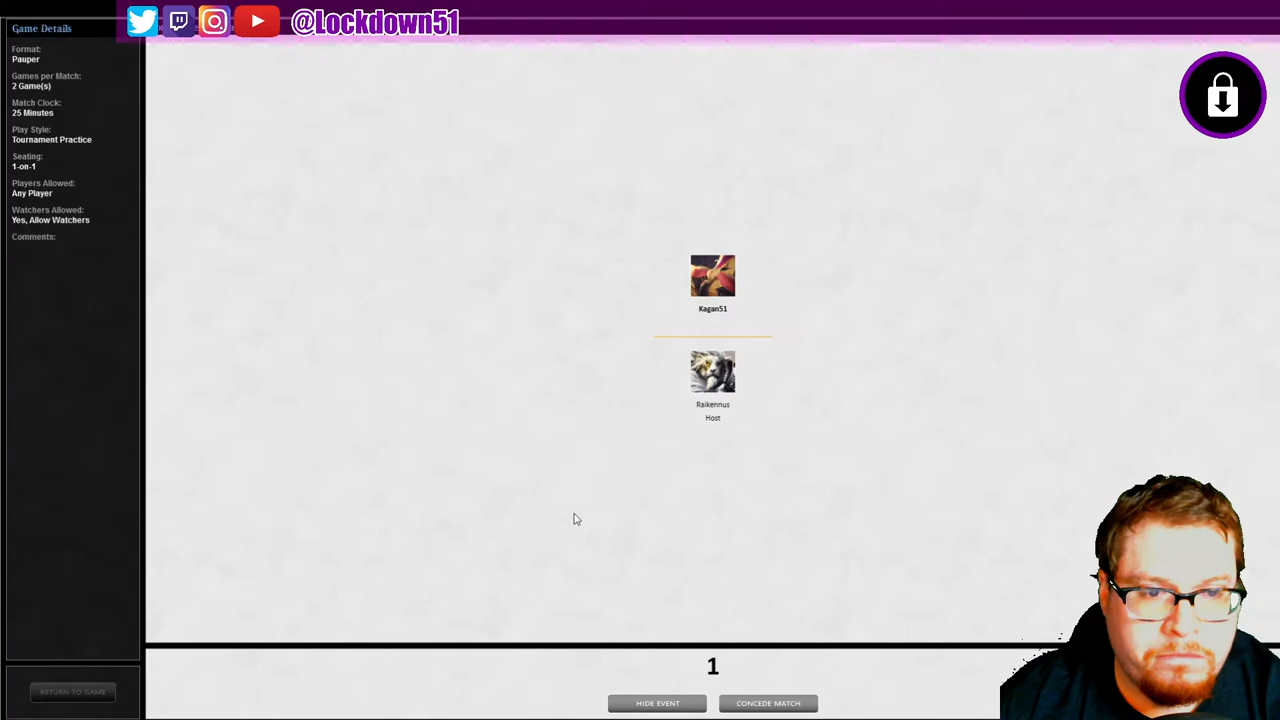 @Lockdown51
Game Details
Format:
Pauper
Games per Match:
2 Game(s)
Match Clock:
25 Minutes
Play Style:
Tournament Practice
Seating:
1-on-1
Players Allowed:
Any Player
Watchers Allowed:
Yes, Allow Watchers
Comments:
Kagan51
Raikennus
Host
1
RETURN TO GAME
HIDE EVENT
CONCEDE MATCH